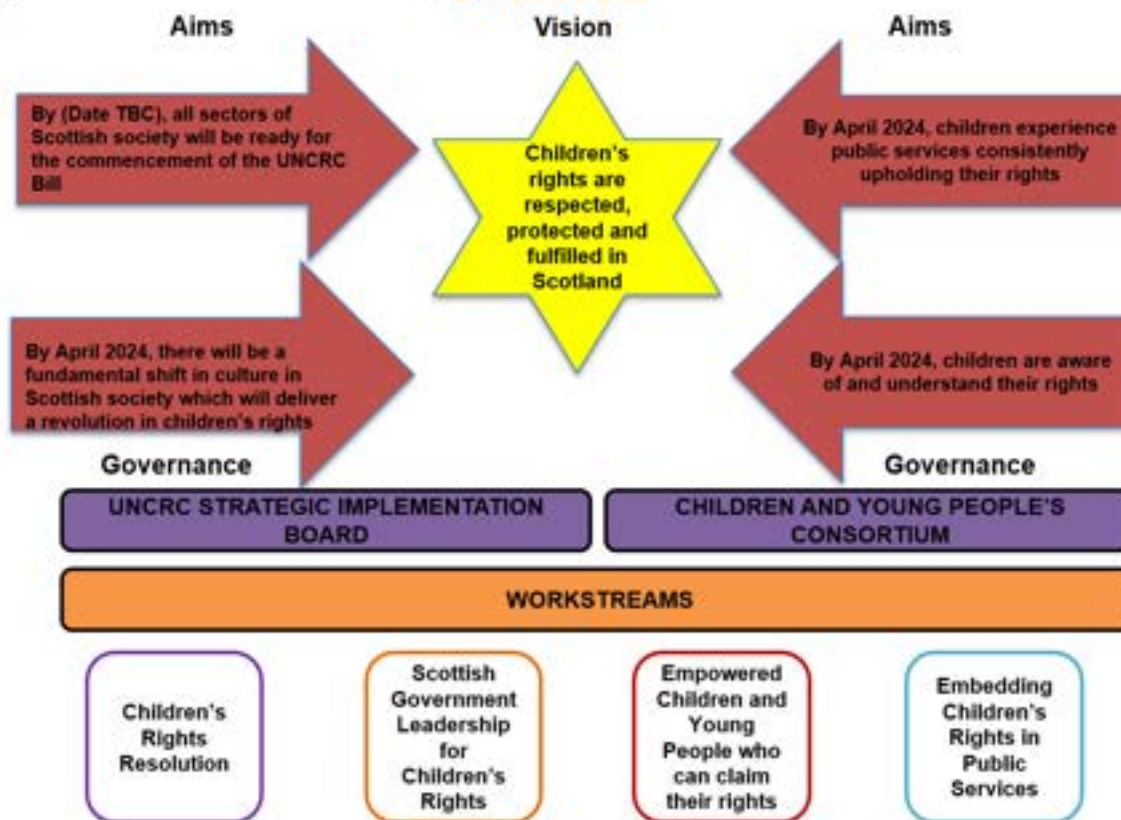 Aims
Vision
Aims
By (Date TBC), all sectors of
Scottish society will be ready for
the commencement of the UNCRC
Bill
Children's
rights are
respected,
protected and
fulfilled in
Scotland
By April 2024, children experience
public services consistently
upholding their rights
By April 2024, there will be a
fundamental shift in culture in
Scottish society which will deliver
a revolution in children's rights
By April 2024, children are aware
of and understand their rights
Governance
Governance
UNCRC STRATEGIC IMPLEMENTATION
BOARD
CHILDREN AND YOUNG PEOPLE'S
CONSORTIUM
WORKSTREAMS
Children's
Rights
Resolution
Scottish
Government
Leadership
for
Children's
Rights
Empowered
Children and
Young
People who
can claim
their rights
Embedding
Children's
Rights in
Public
Services